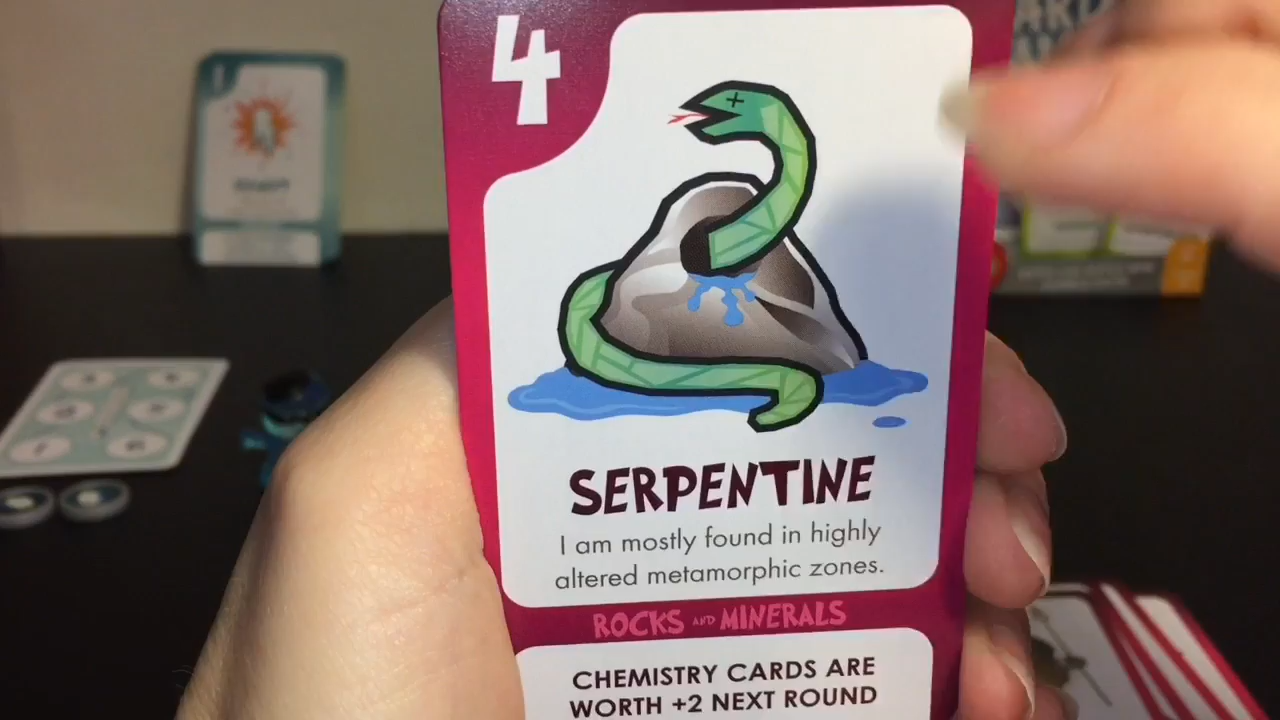 4
SERPENTINE
I am mostly found in highly
altered metamorphic zones.
ROCKS AND MINERALS
CHEMISTRY CARDS ARE
WORTH +2 NEXT ROUND